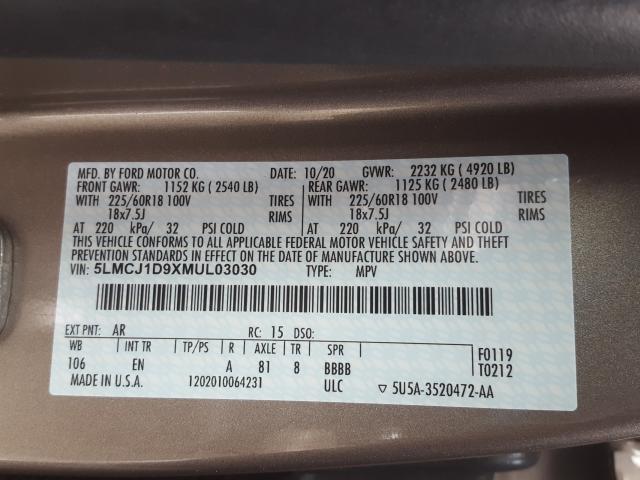 MFD. BY FORD MOTOR CO. DATE: 10/20 GVWR: 2232 KG ( 4920 LB)
FRONT GAWR: 1152 KG ( 2540 LB) REAR GAWR: 1125 KG ( 2480 LB)
WITH 225/60R18 100V TIRES WITH 225/60R18 100V TIRES
18x7.5J RIMS 18x7.5J RIMS
AT 220 kPa/ 32 PSI COLD AT 220 kPa/ 32 PSI COLD
THIS VEHICLE CONFORMS TO ALL APPLICABLE FEDERAL MOTOR VEHICLE SAFETY AND THEFT
PREVENTION STANDARDS IN EFFECT ON THE DATE OF MANUFACTURE SHOWN ABOVE.
VIN: 5LMCJ1D9XMUL03030 TYPE: MPV
EXT PNT: AR RC: 15 DSO:
WB INT TR TP/PS R AXLE TR SPR F0119
106 EN A 81 8 BBBB T0212
MADE IN U.S.A. 1202010064231 ULC ▽ 5U5A-3520472-AA